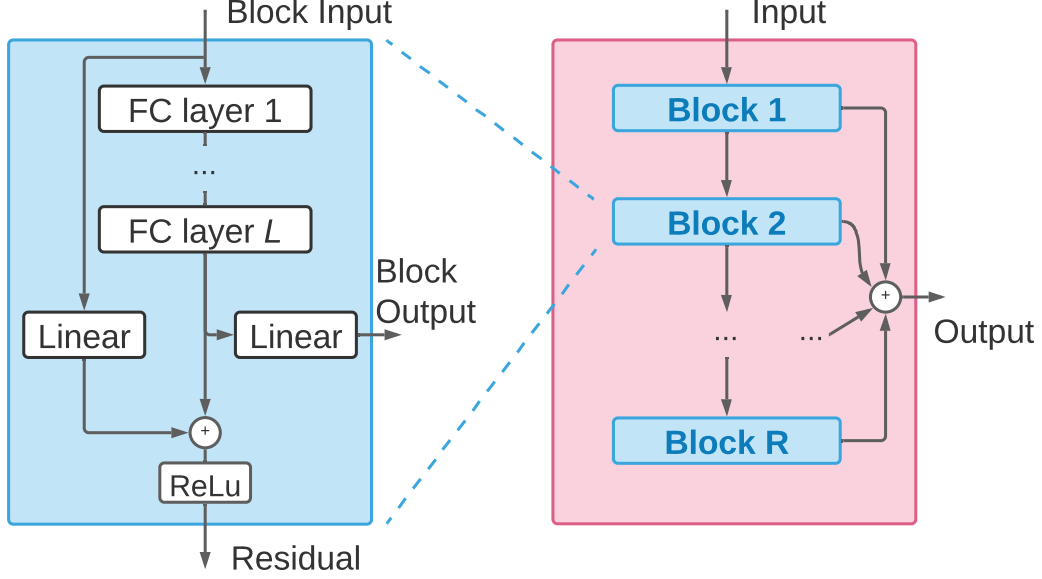 Block Input
FC layer 1
...
FC layer L
Block
Output
Linear
Linear
+
ReLu
Residual
Input
Block 1
Block 2
+
... ...
Output
Block R